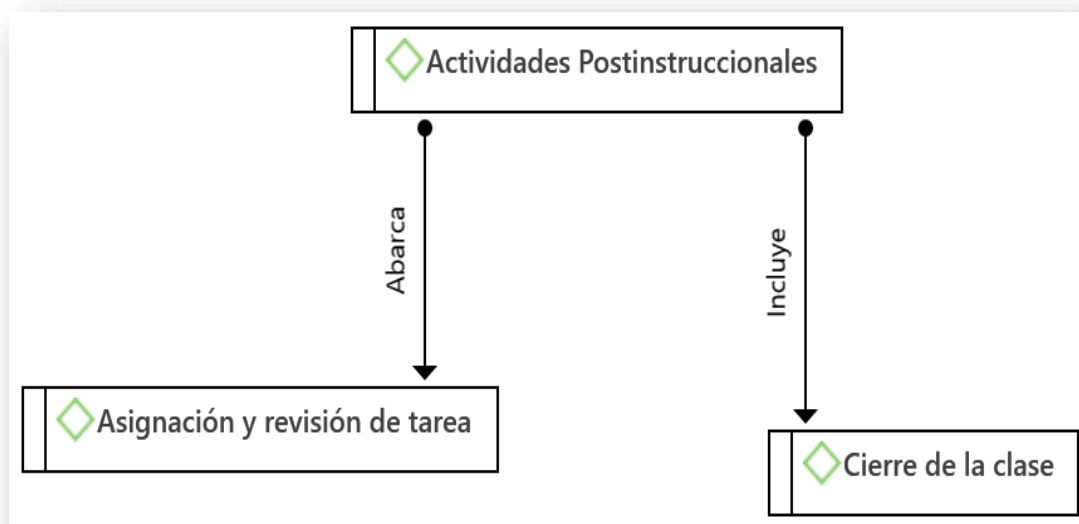 Actividades Postinstruccionales
Abarca
Incluye
Asignación y revisión de tarea
Cierre de la clase